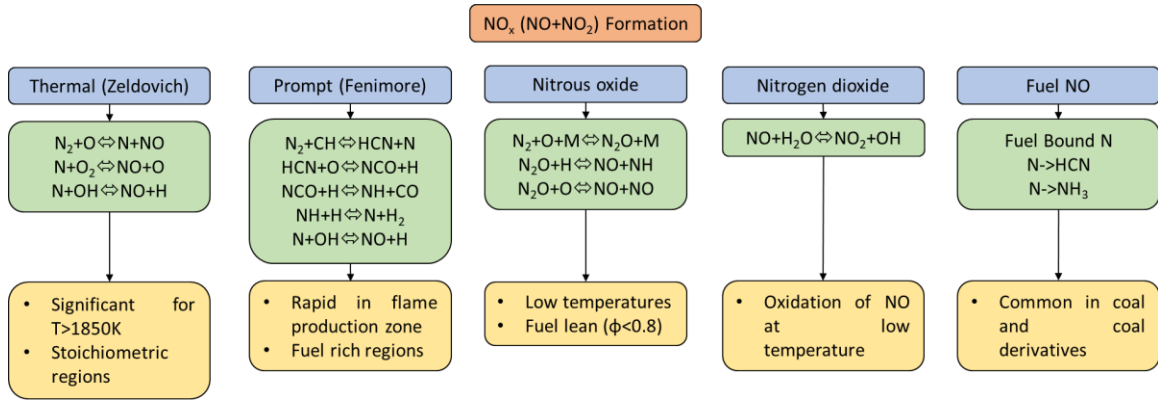 NOₓ (NO+NO₂) Formation
Thermal (Zeldovich)
N₂+O⇔N+NO
N+O₂⇔NO+O
N+OH⇔NO+H
• Significant for
T>1850K
• Stoichiometric
regions
Prompt (Fenimore)
N₂+CH⇔HCN+N
HCN+O⇔NCO+H
NCO+H⇔NH+CO
NH+H⇔N+H₂
N+OH⇔NO+H
• Rapid in flame
production zone
• Fuel rich regions
Nitrous oxide
N₂+O+M⇔N₂O+M
N₂O+H⇔NO+NH
N₂O+O⇔NO+NO
• Low temperatures
• Fuel lean (ϕ<0.8)
Nitrogen dioxide
NO+H₂O⇔NO₂+OH
• Oxidation of NO
at low
temperature
Fuel NO
Fuel Bound N
N->HCN
N->NH₃
• Common in coal
and coal
derivatives